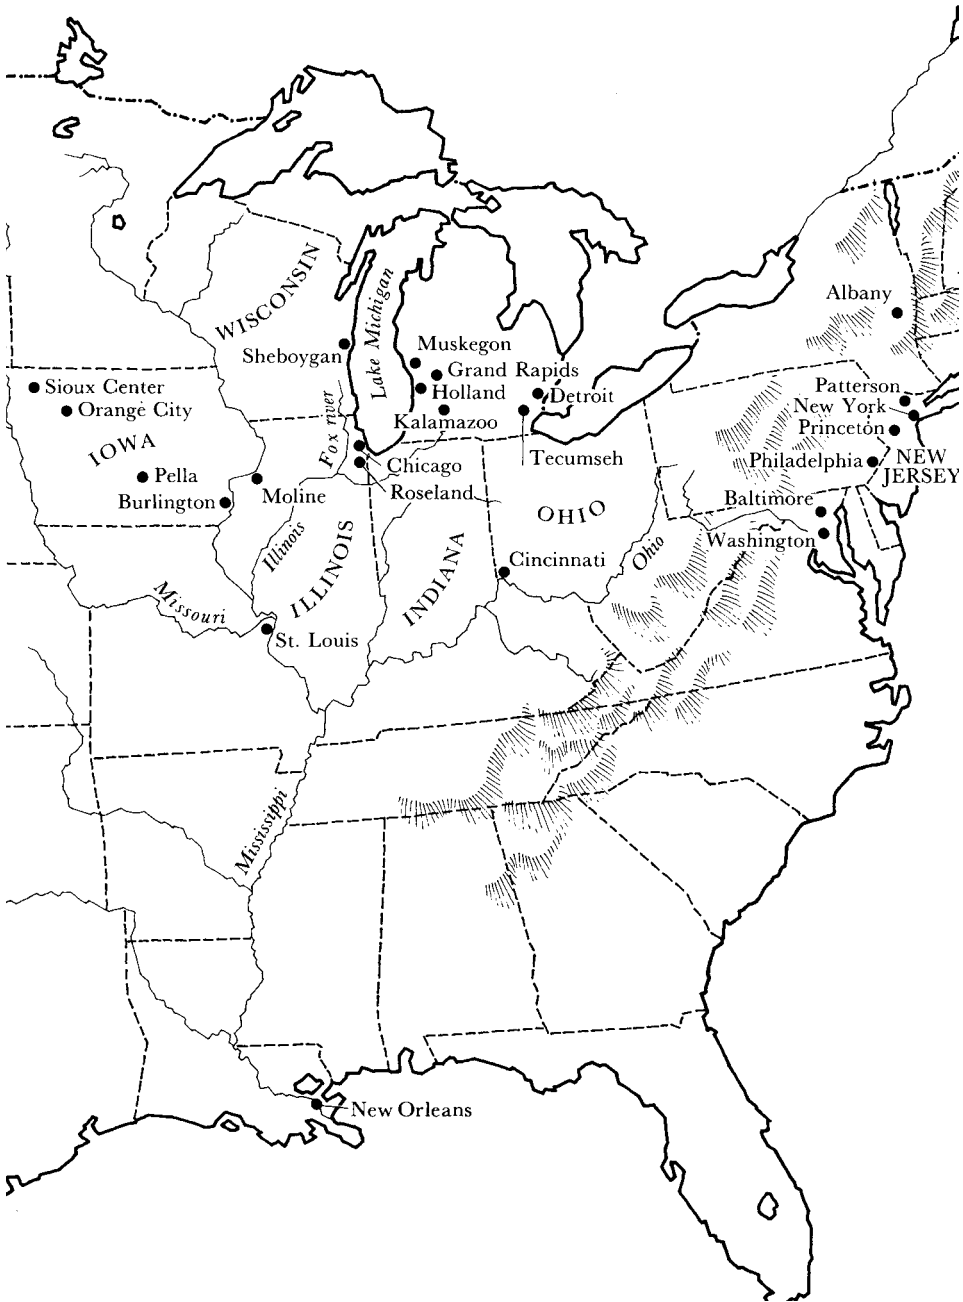 WISCONSIN
Lake Michigan
Albany
Muskegon
Sheboygan
Grand Rapids
Sioux Center
Holland
Detroit
Patterson
Orange City
Kalamazoo
New York
Fox river
Princeton
IOWA
Tecumseh
NEW
JERSEY
Chicago
Philadelphia
Pella
Roseland
Burlington
Moline
Baltimore
OHIO
Washington
Illinois
ILLINOIS
INDIANA
Cincinnati
Ohio
Missouri
St. Louis
Mississippi
New Orleans